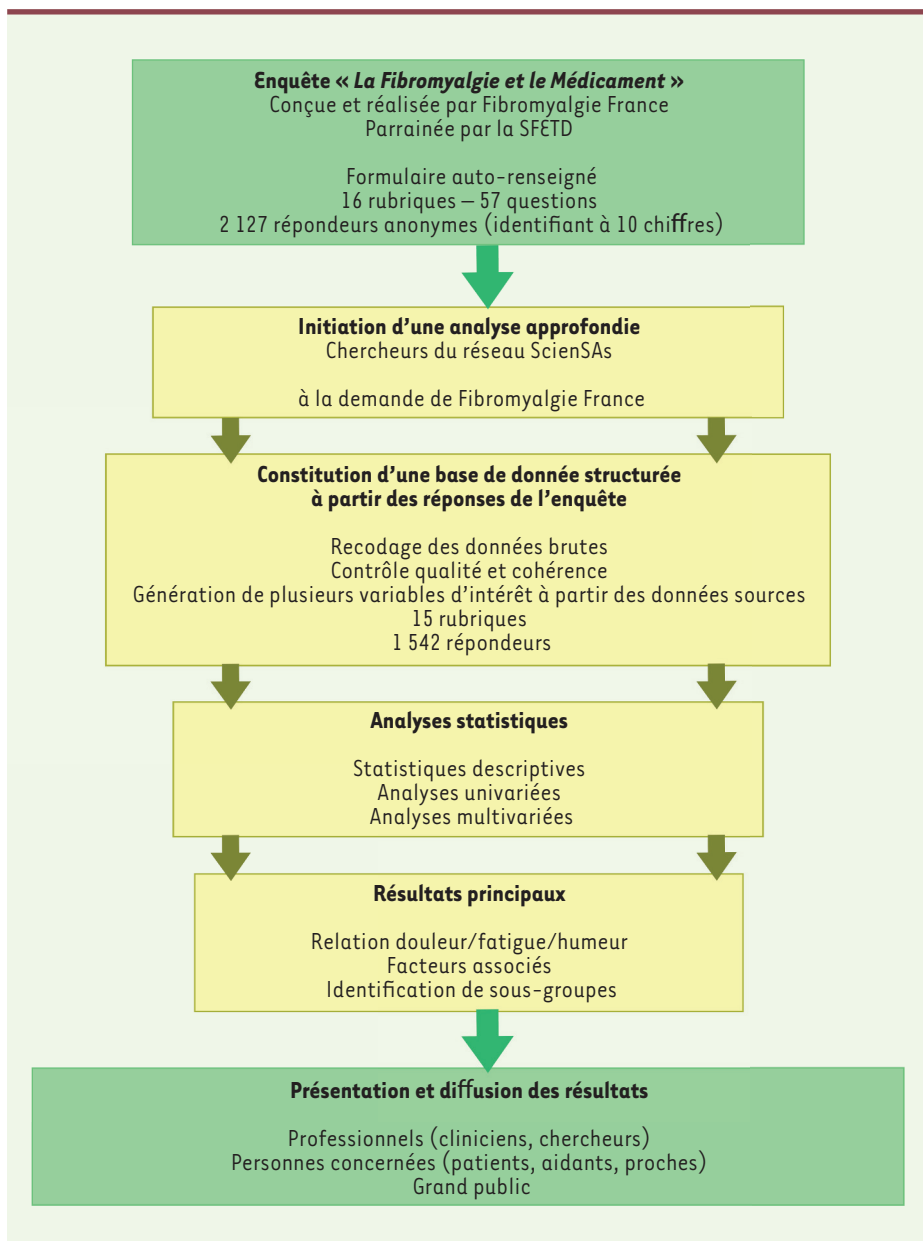 Enquête « La Fibromyalgie et le Médicament »
Conçue et réalisée par Fibromyalgie France
Parrainée par la SFETD
Formulaire auto-renseigné
16 rubriques – 57 questions
2 127 répondeurs anonymes (identifiant à 10 chiffres)
Initiation d'une analyse approfondie
Chercheurs du réseau ScienSAs
à la demande de Fibromyalgie France
Constitution d'une base de donnée structurée
à partir des réponses de l'enquête
Recodage des données brutes
Contrôle qualité et cohérence
Génération de plusieurs variables d'intérêt à partir des données sources
15 rubriques
1 542 répondeurs
Analyses statistiques
Statistiques descriptives
Analyses univariées
Analyses multivariées
Résultats principaux
Relation douleur/fatigue/humeur
Facteurs associés
Identification de sous-groupes
Présentation et diffusion des résultats
Professionnels (cliniciens, chercheurs)
Personnes concernées (patients, aidants, proches)
Grand public